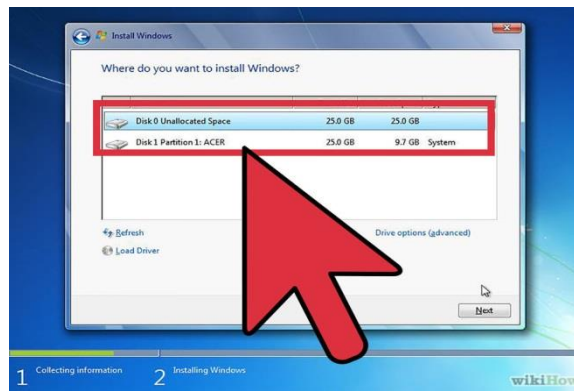 Install Windows
Where do you want to install Windows?
Disk 0 Unallocated Space 25.0 GB 25.0 GB
Disk 1 Partition 1: ACER 25.0 GB 9.7 GB System
Refresh Drive options (advanced)
Load Driver
Next
1 Collecting information 2 Installing Windows
wikiHow